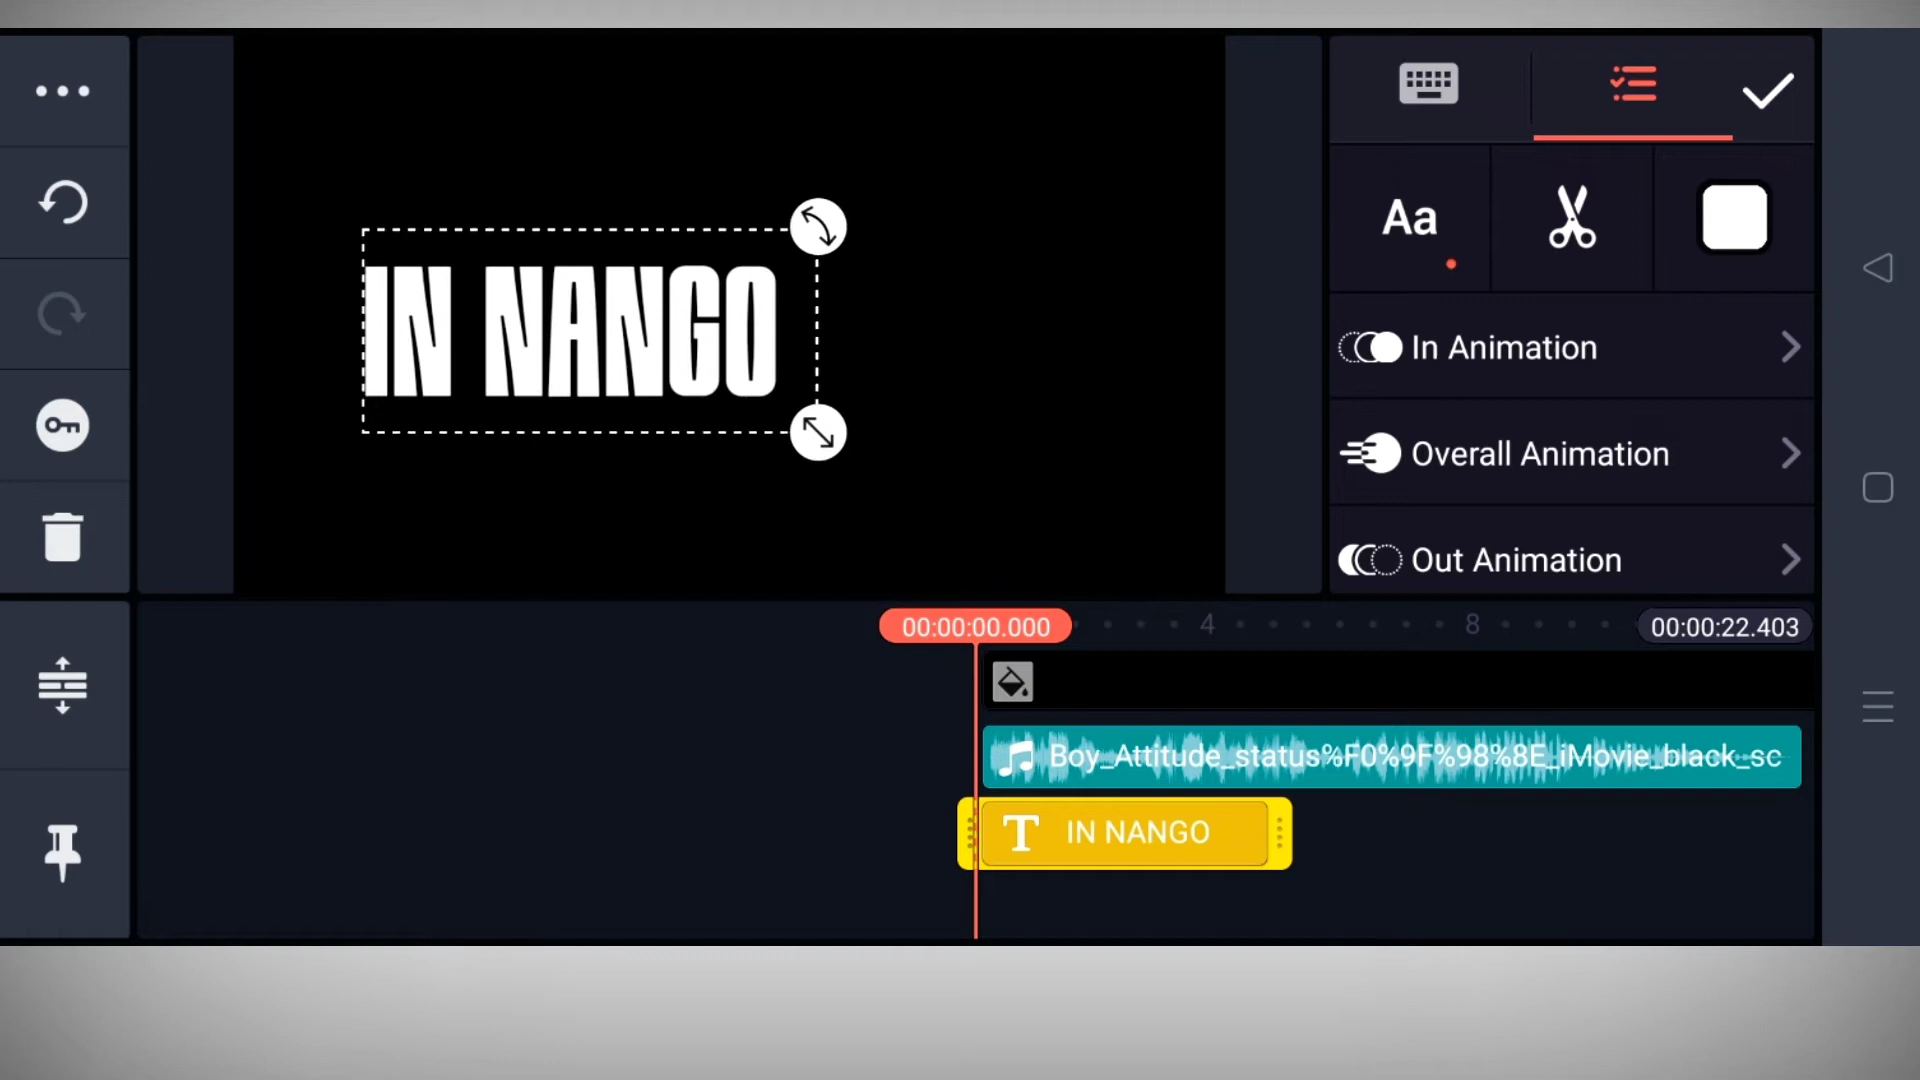 IN NANGO
Aa
In Animation
Overall Animation
Out Animation
00:00:00.000
4
8
00:00:22.403
Boy_Attitude_status%F0%9F%98%8E_iMovie_black_sc
T IN NANGO